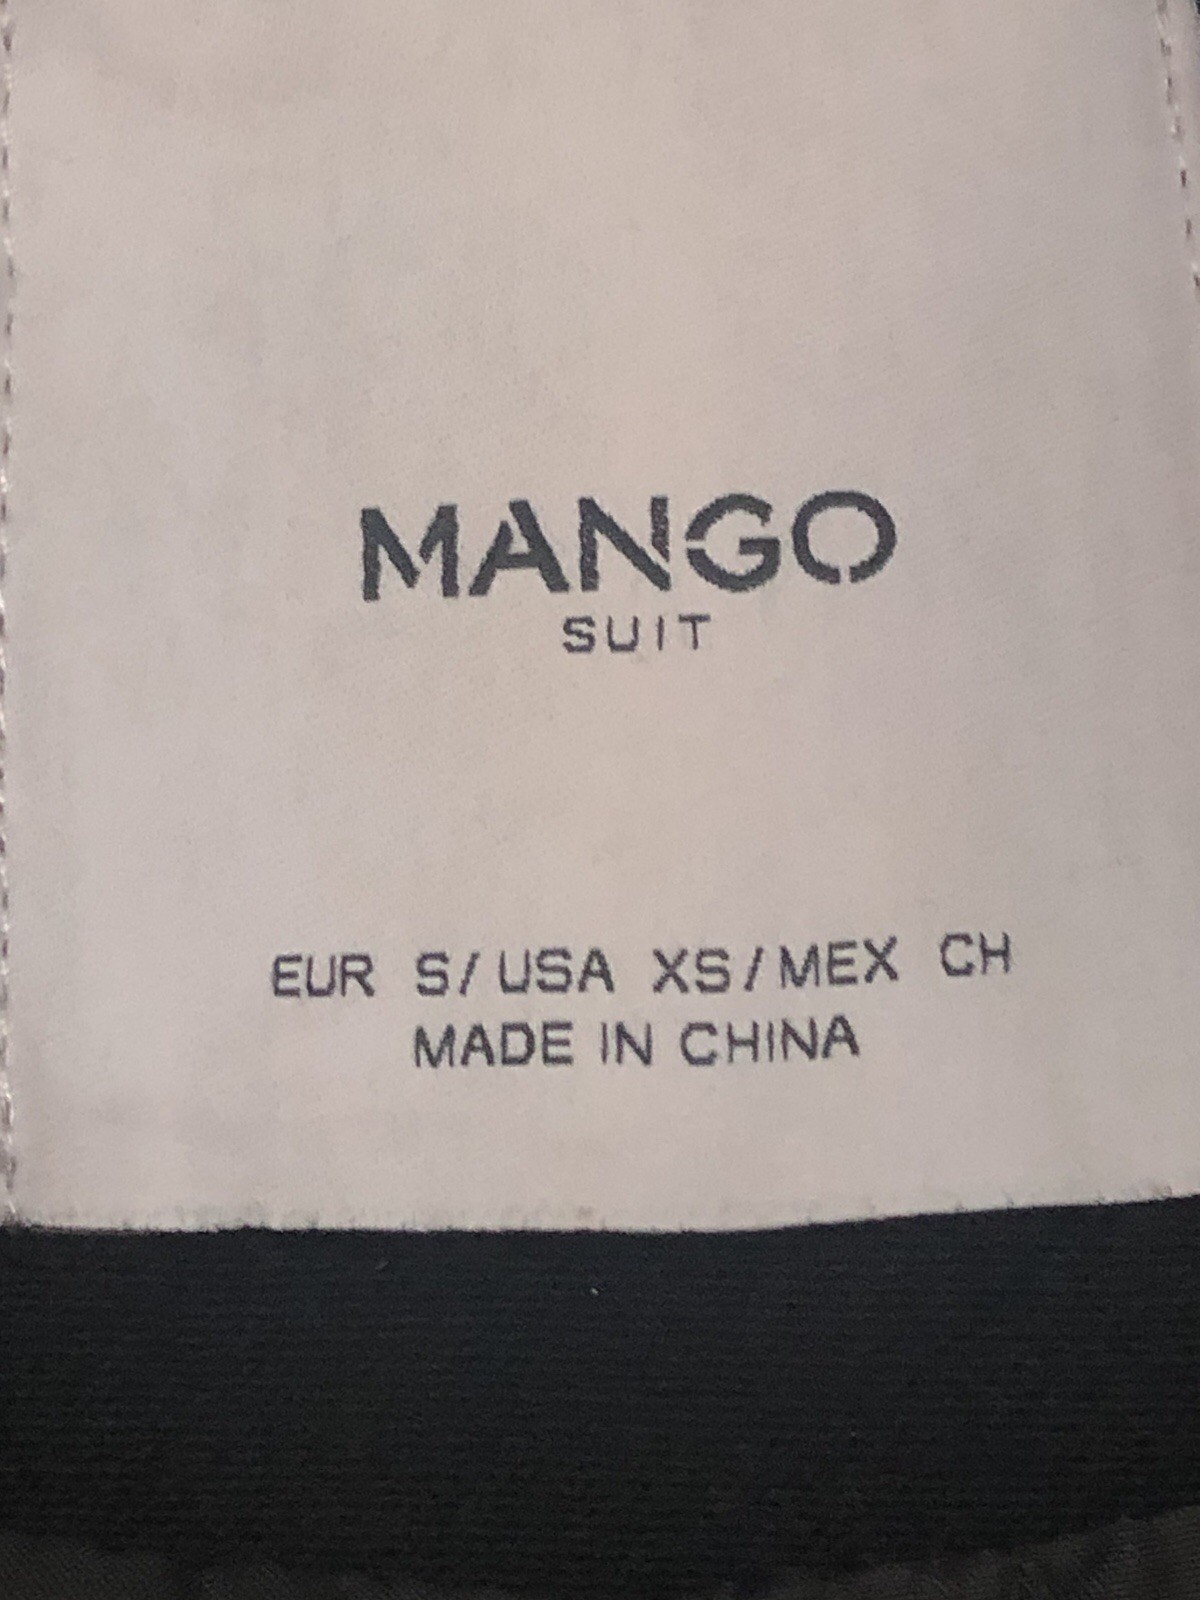 MANGO
SUIT
EUR S/USA XS/MEX CH
MADE IN CHINA